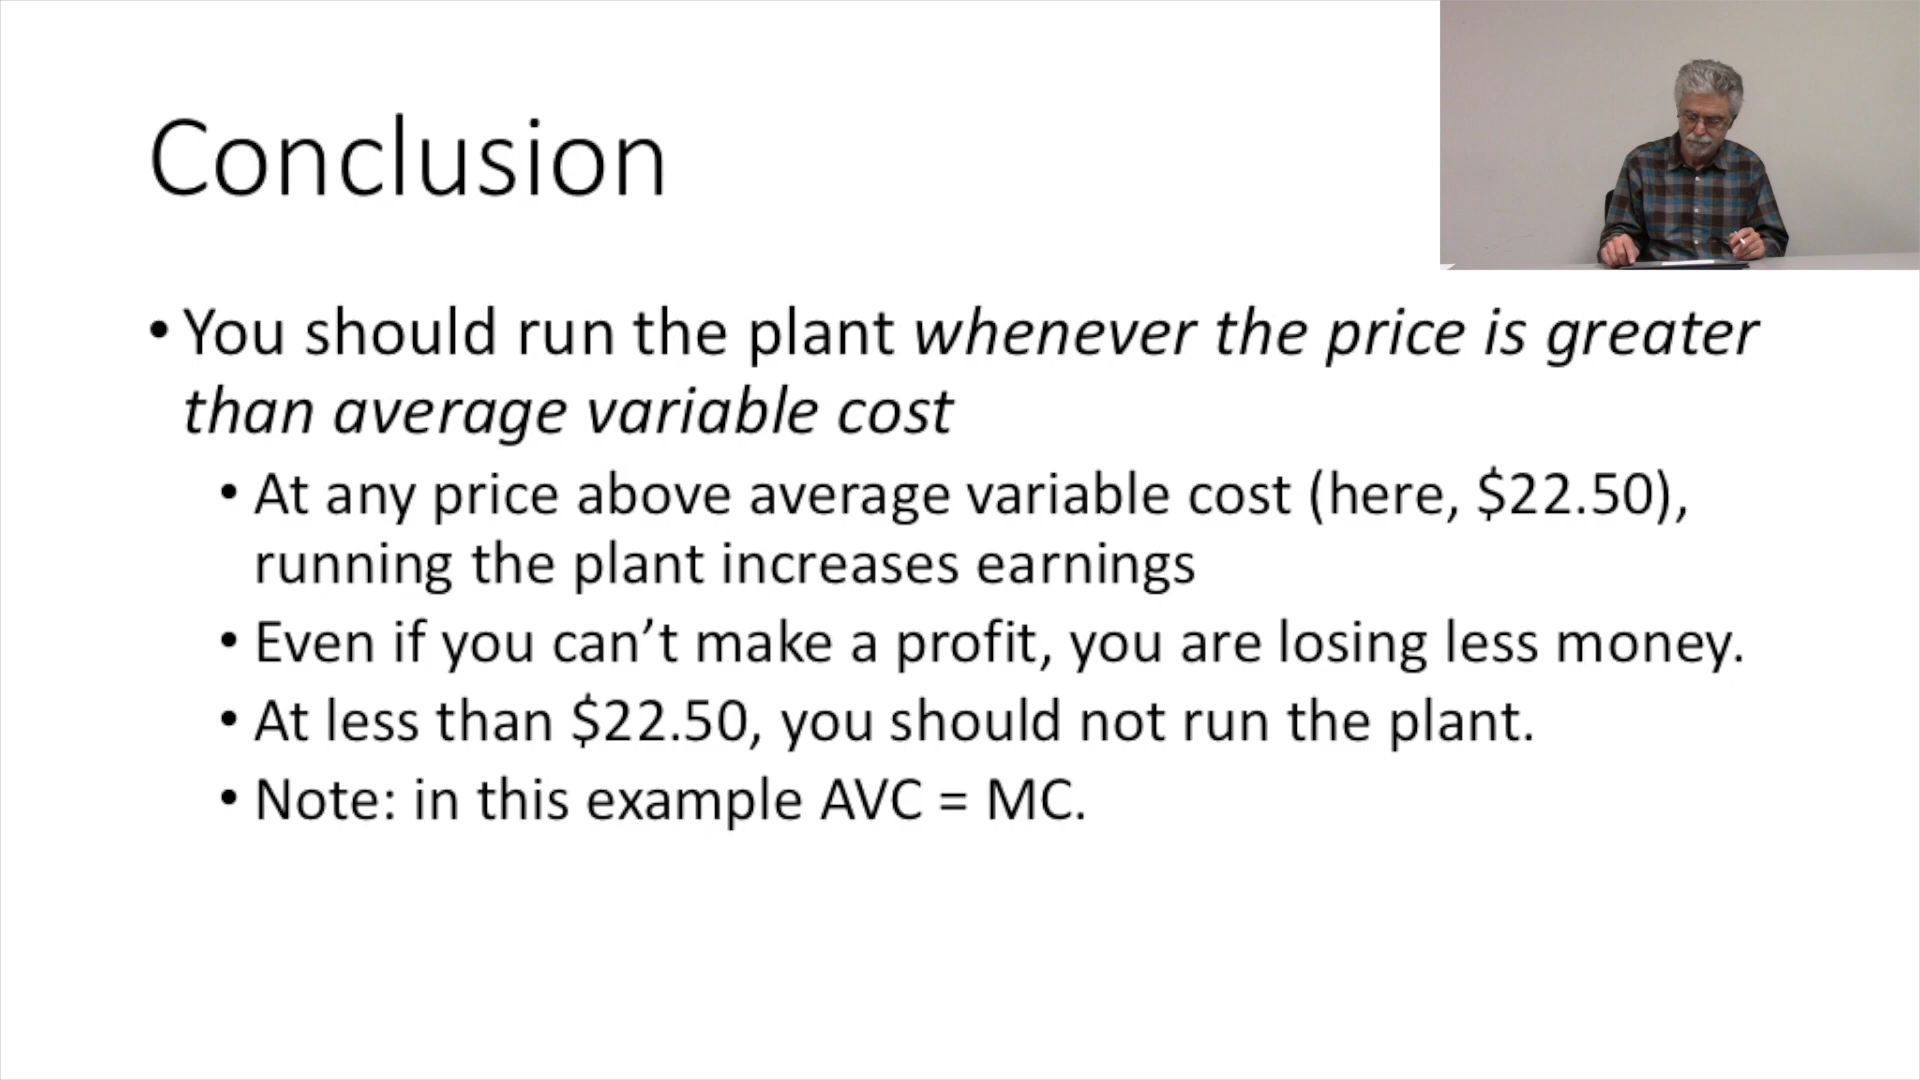 Conclusion
• You should run the plant whenever the price is greater
than average variable cost
• At any price above average variable cost (here, $22.50),
running the plant increases earnings
• Even if you can’t make a profit, you are losing less money.
• At less than $22.50, you should not run the plant.
• Note: in this example AVC = MC.